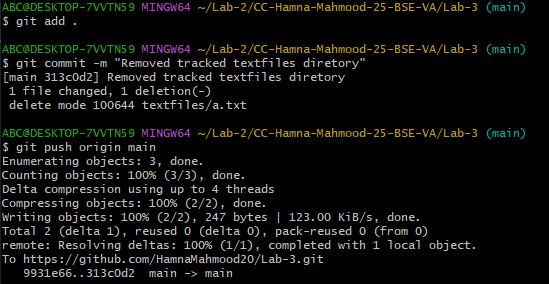 ABC@DESKTOP-7VVTN59 MINGW64 ~/Lab-2/CC-Hamna-Mahmood-25-BSE-VA/Lab-3 (main)
$ git add .
ABC@DESKTOP-7VVTN59 MINGW64 ~/Lab-2/CC-Hamna-Mahmood-25-BSE-VA/Lab-3 (main)
$ git commit -m "Removed tracked textfiles diretory"
[main 313c0d2] Removed tracked textfiles diretory
 1 file changed, 1 deletion(-)
 delete mode 100644 textfiles/a.txt
ABC@DESKTOP-7VVTN59 MINGW64 ~/Lab-2/CC-Hamna-Mahmood-25-BSE-VA/Lab-3 (main)
$ git push origin main
Enumerating objects: 3, done.
Counting objects: 100% (3/3), done.
Delta compression using up to 4 threads
Compressing objects: 100% (2/2), done.
Writing objects: 100% (2/2), 247 bytes | 123.00 KiB/s, done.
Total 2 (delta 1), reused 0 (delta 0), pack-reused 0 (from 0)
remote: Resolving deltas: 100% (1/1), completed with 1 local object.
To https://github.com/HamnaMahmood20/Lab-3.git
   9931e66..313c0d2  main -> main